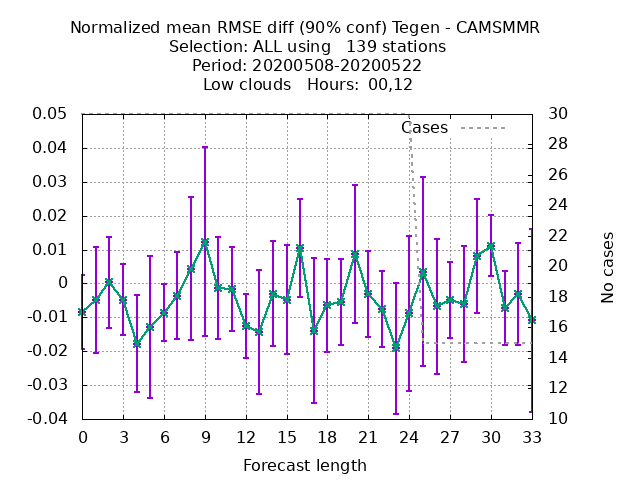 Normalized mean RMSE diff (90% conf) Tegen - CAMSMMR
Selection: ALL using   139 stations
Period: 20200508-20200522
Low clouds   Hours:  00,12
0.05
0.04
0.03
0.02
0.01
0
-0.01
-0.02
-0.03
-0.04
Cases
30
28
26
24
22
20
18
16
14
12
10
No cases
0 3 6 9 12 15 18 21 24 27 30 33
Forecast length